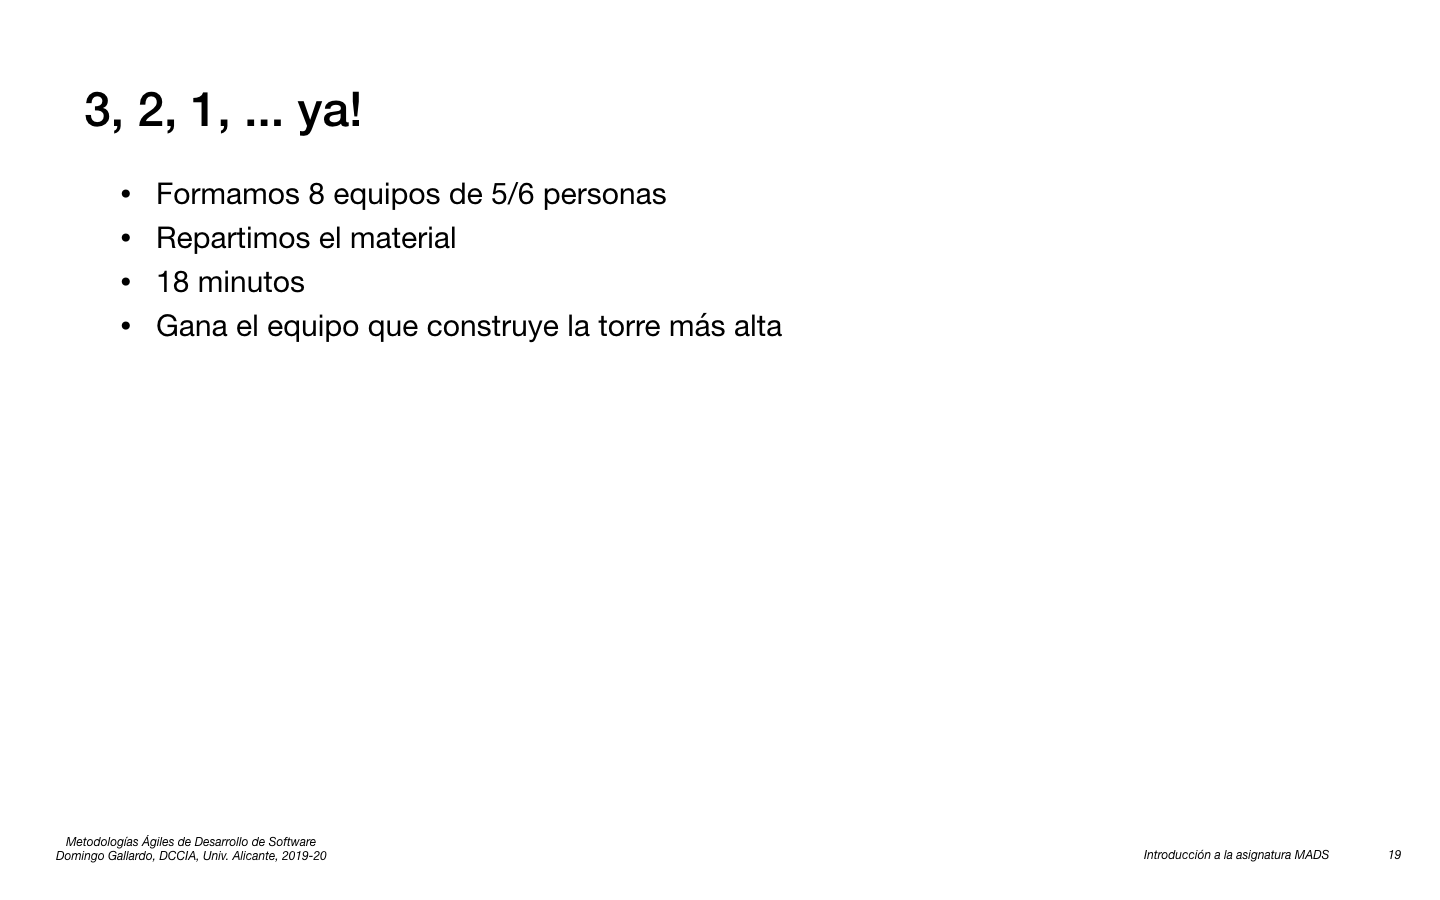 3, 2, 1, ... ya!
• Formamos 8 equipos de 5/6 personas
• Repartimos el material
• 18 minutos
• Gana el equipo que construye la torre más alta
Metodologías Ágiles de Desarrollo de Software
Domingo Gallardo, DCCIA, Univ. Alicante, 2019-20
Introducción a la asignatura MADS 19